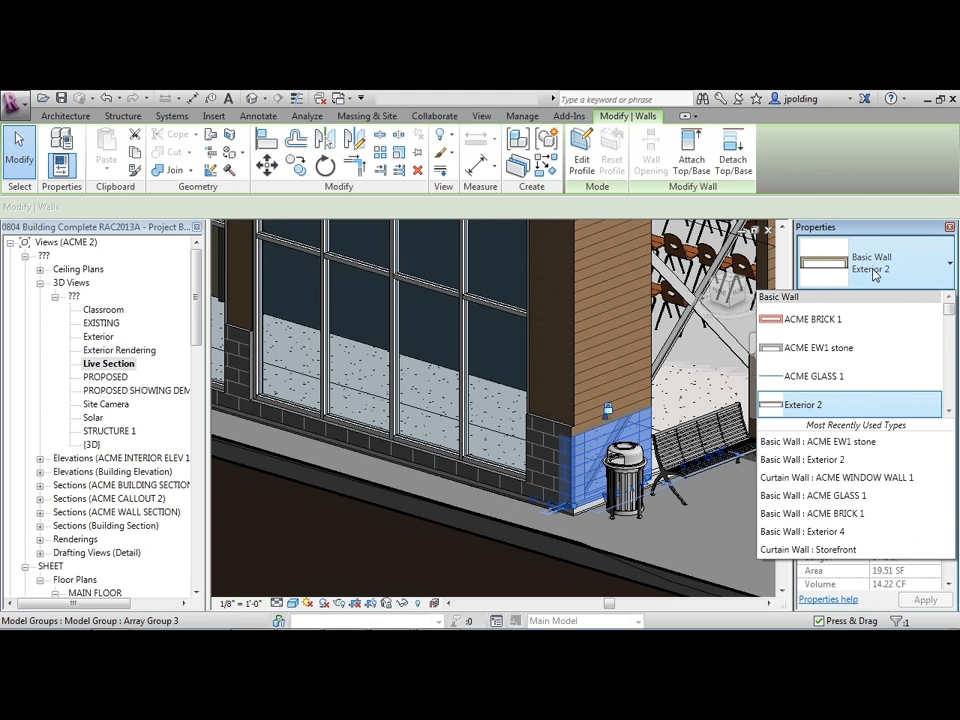 Type a keyword or phrase
jpolding
Architecture Structure Systems Insert Annotate Analyze Massing & Site Collaborate View Manage Add-Ins Modify | Walls
Modify
Properties
Paste
Cope
Cut
Join
Edit Profile
Reset Profile
Wall Opening
Attach Top/Base
Detach Top/Base
Select Properties Clipboard Geometry Modify View Measure Create Mode Modify Wall
Modify | Walls
0804 Building Complete RAC2013A - Project B...
Views (ACME 2)
???
Ceiling Plans
3D Views
???
Classroom
EXISTING
Exterior
Exterior Rendering
Live Section
PROPOSED
PROPOSED SHOWING DEM
Site Camera
Solar
STRUCTURE 1
{3D}
Elevations (ACME INTERIOR ELEV 1
Elevations (Building Elevation)
Sections (ACME BUILDING SECTION
Sections (ACME CALLOUT 2)
Sections (ACME WALL SECTION)
Sections (Building Section)
Renderings
Drafting Views (Detail)
SHEET
Floor Plans
MAIN FLOOR
1/8" = 1'-0"
Properties
Basic Wall
Exterior 2
Basic Wall
ACME BRICK 1
ACME EW1 stone
ACME GLASS 1
Exterior 2
Most Recently Used Types
Basic Wall : ACME EW1 stone
Basic Wall : Exterior 2
Curtain Wall : ACME WINDOW WALL 1
Basic Wall : ACME GLASS 1
Basic Wall : ACME BRICK 1
Basic Wall : Exterior 4
Curtain Wall : Storefront
Area 19.51 SF
Volume 14.22 CF
Properties help
Apply
Model Groups : Model Group : Array Group 3
:0
Main Model
Press & Drag
:1